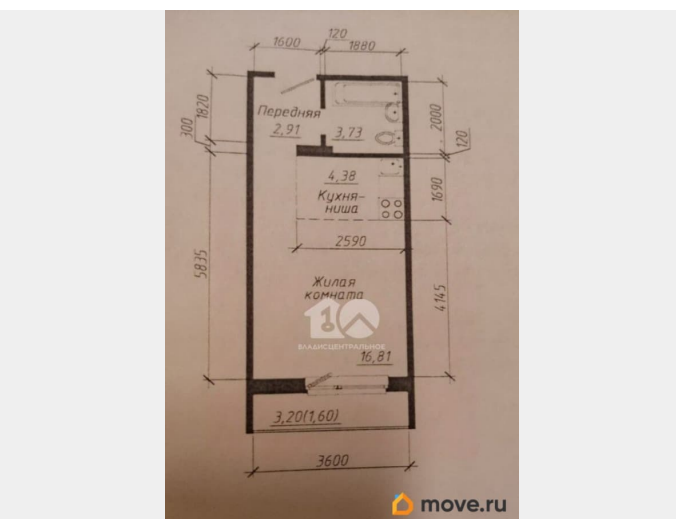 120
1600
1880
Передняя
2,91
3,73
300
1820
2000
120
4,38
Кухня-
ниша
1690
2590
5835
Жилая
комната
4145
ВЛАДИСЦЕНТРАЛЬНОЕ
16,81
3,20(1,60)
3600
move.ru